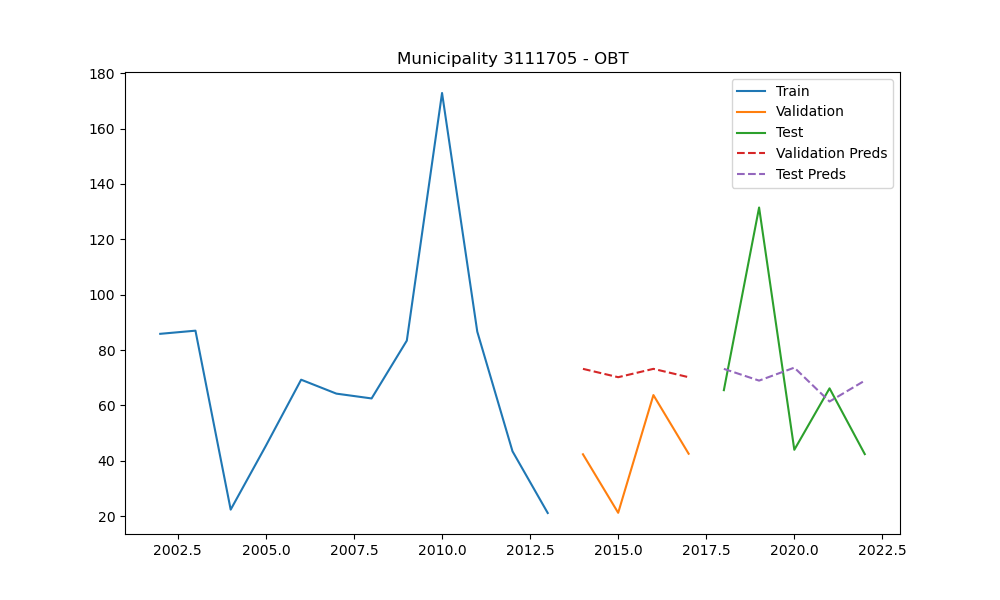 Municipality 3111705 - OBT
180
160
140
120
100
80
60
40
20
Train
Validation
Test
Validation Preds
Test Preds
2002.5 2005.0 2007.5 2010.0 2012.5 2015.0 2017.5 2020.0 2022.5